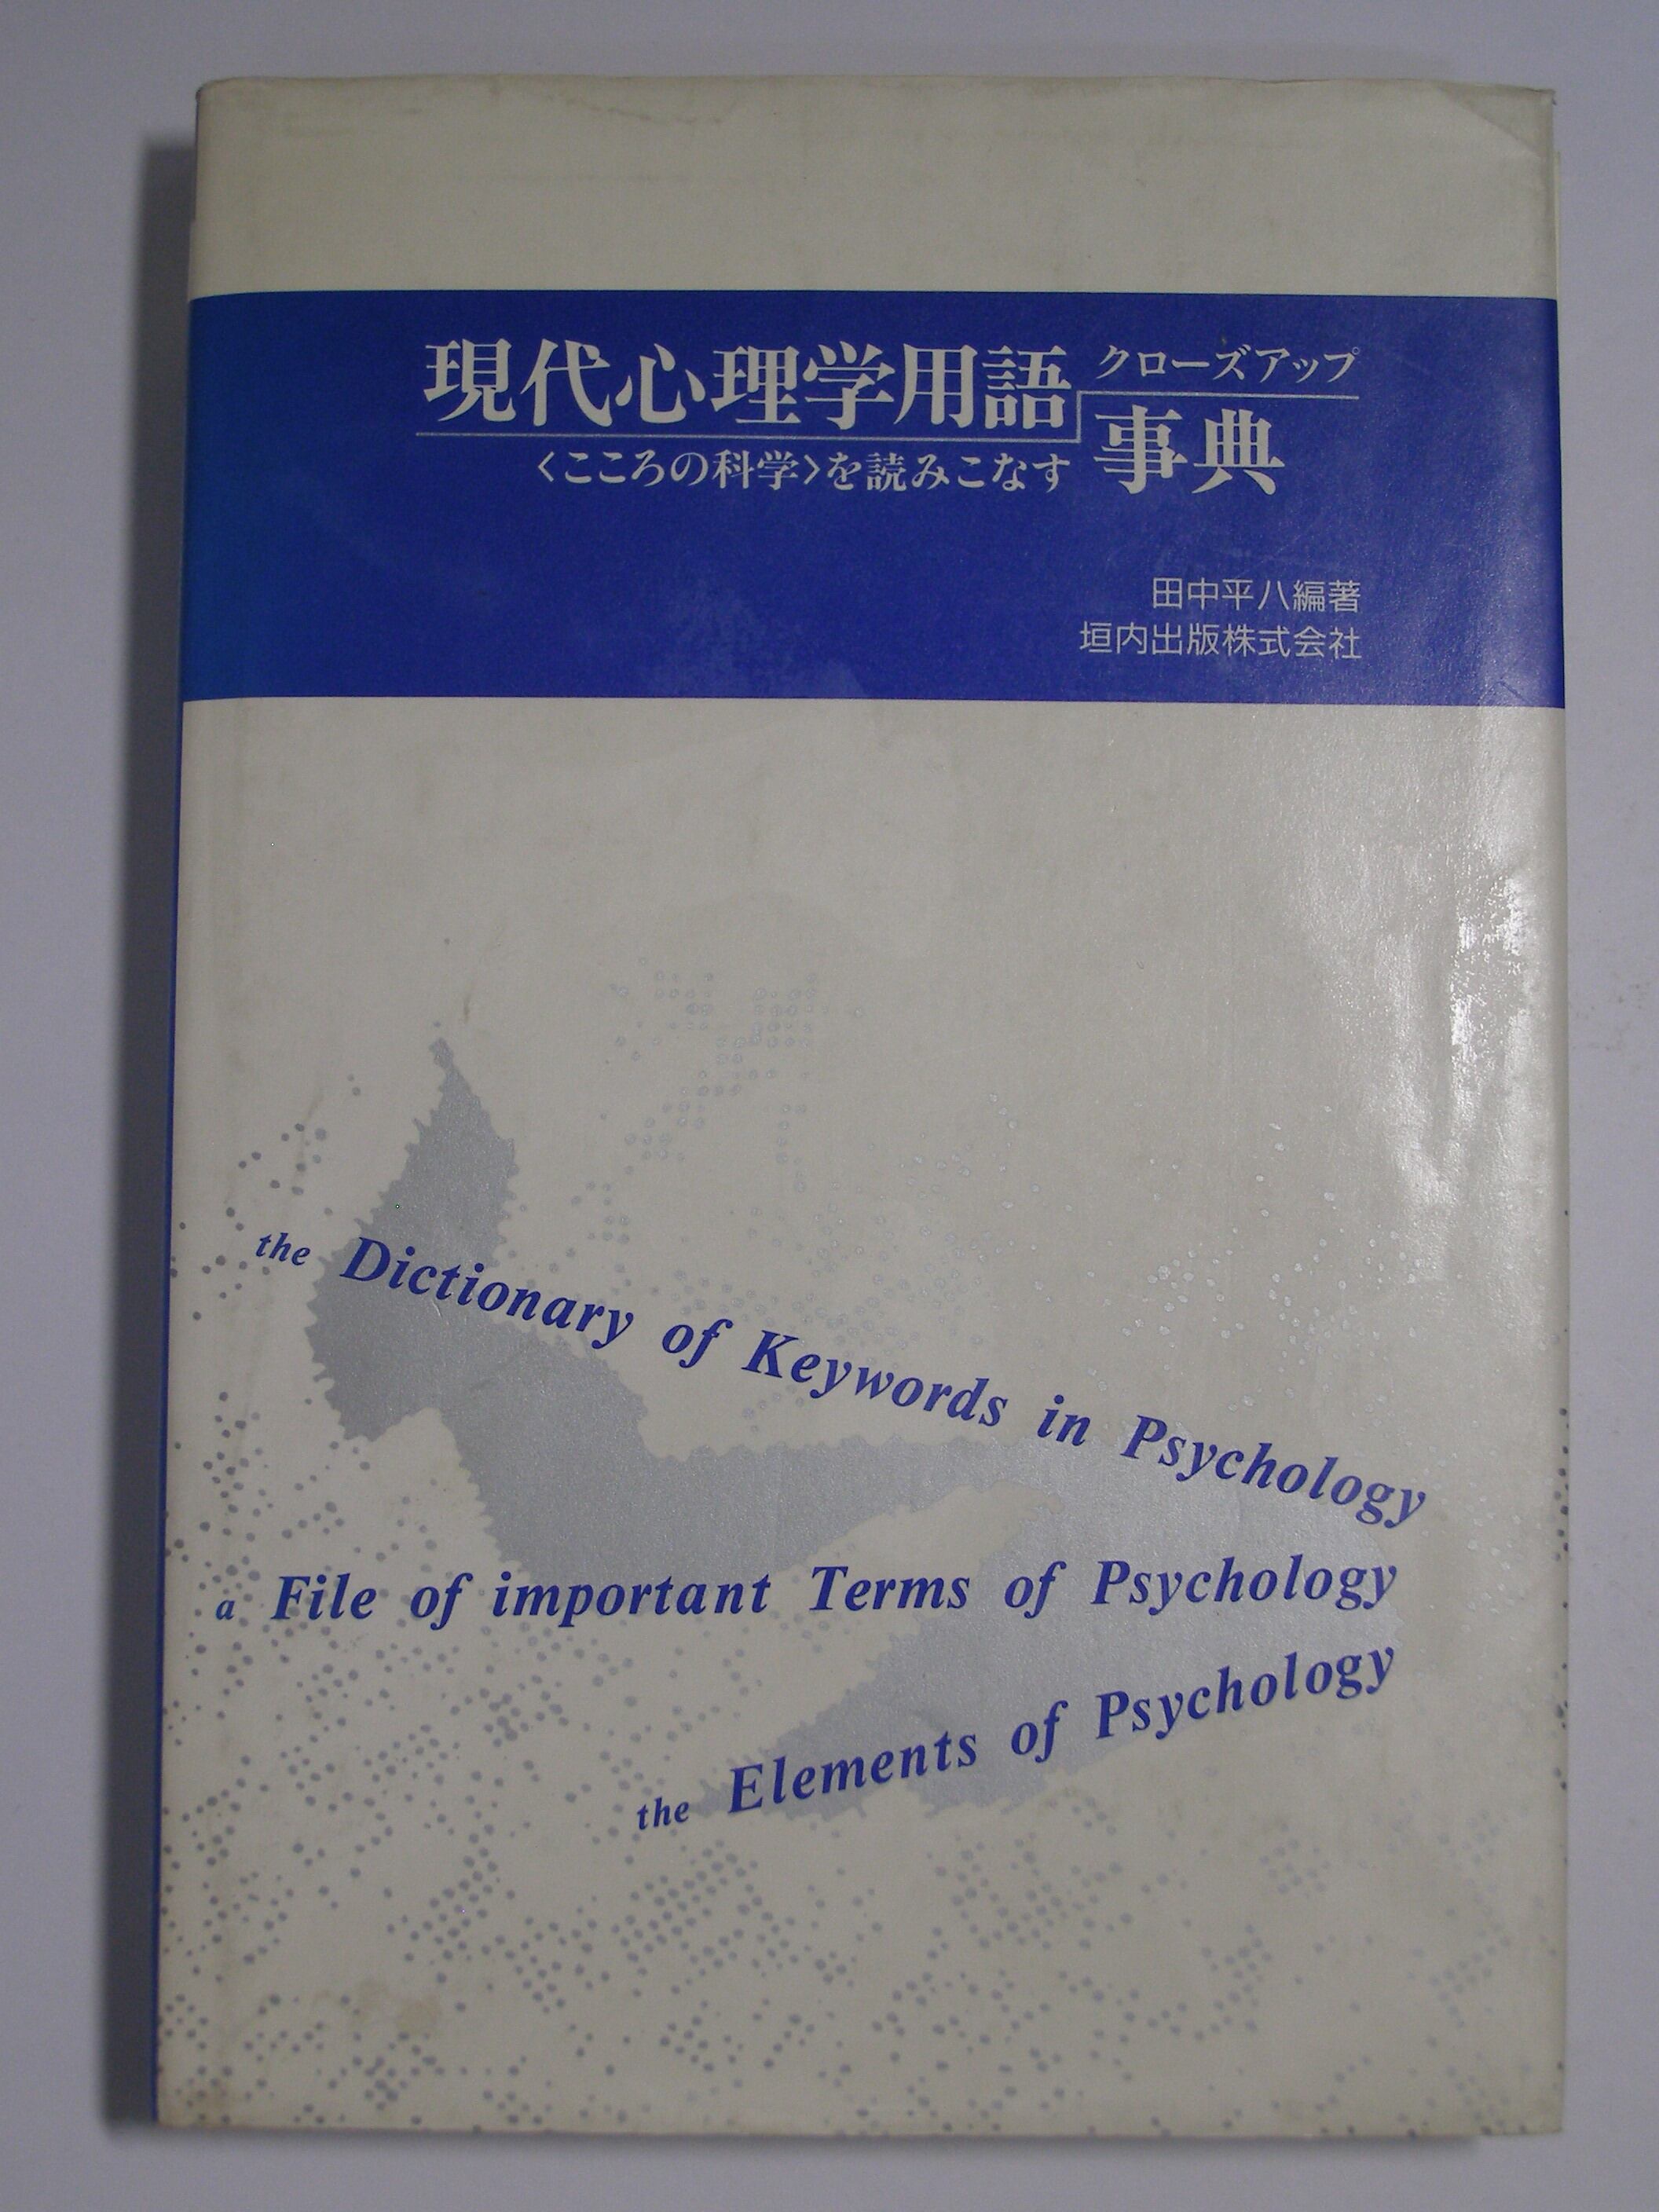 現代心理学用語
クローズアップ
事典
〈こころの科学〉を読みこなす
田中平八編著
垣内出版株式会社
the Dictionary of Keywords in Psychology
a File of important Terms of Psychology
the Elements of Psychology